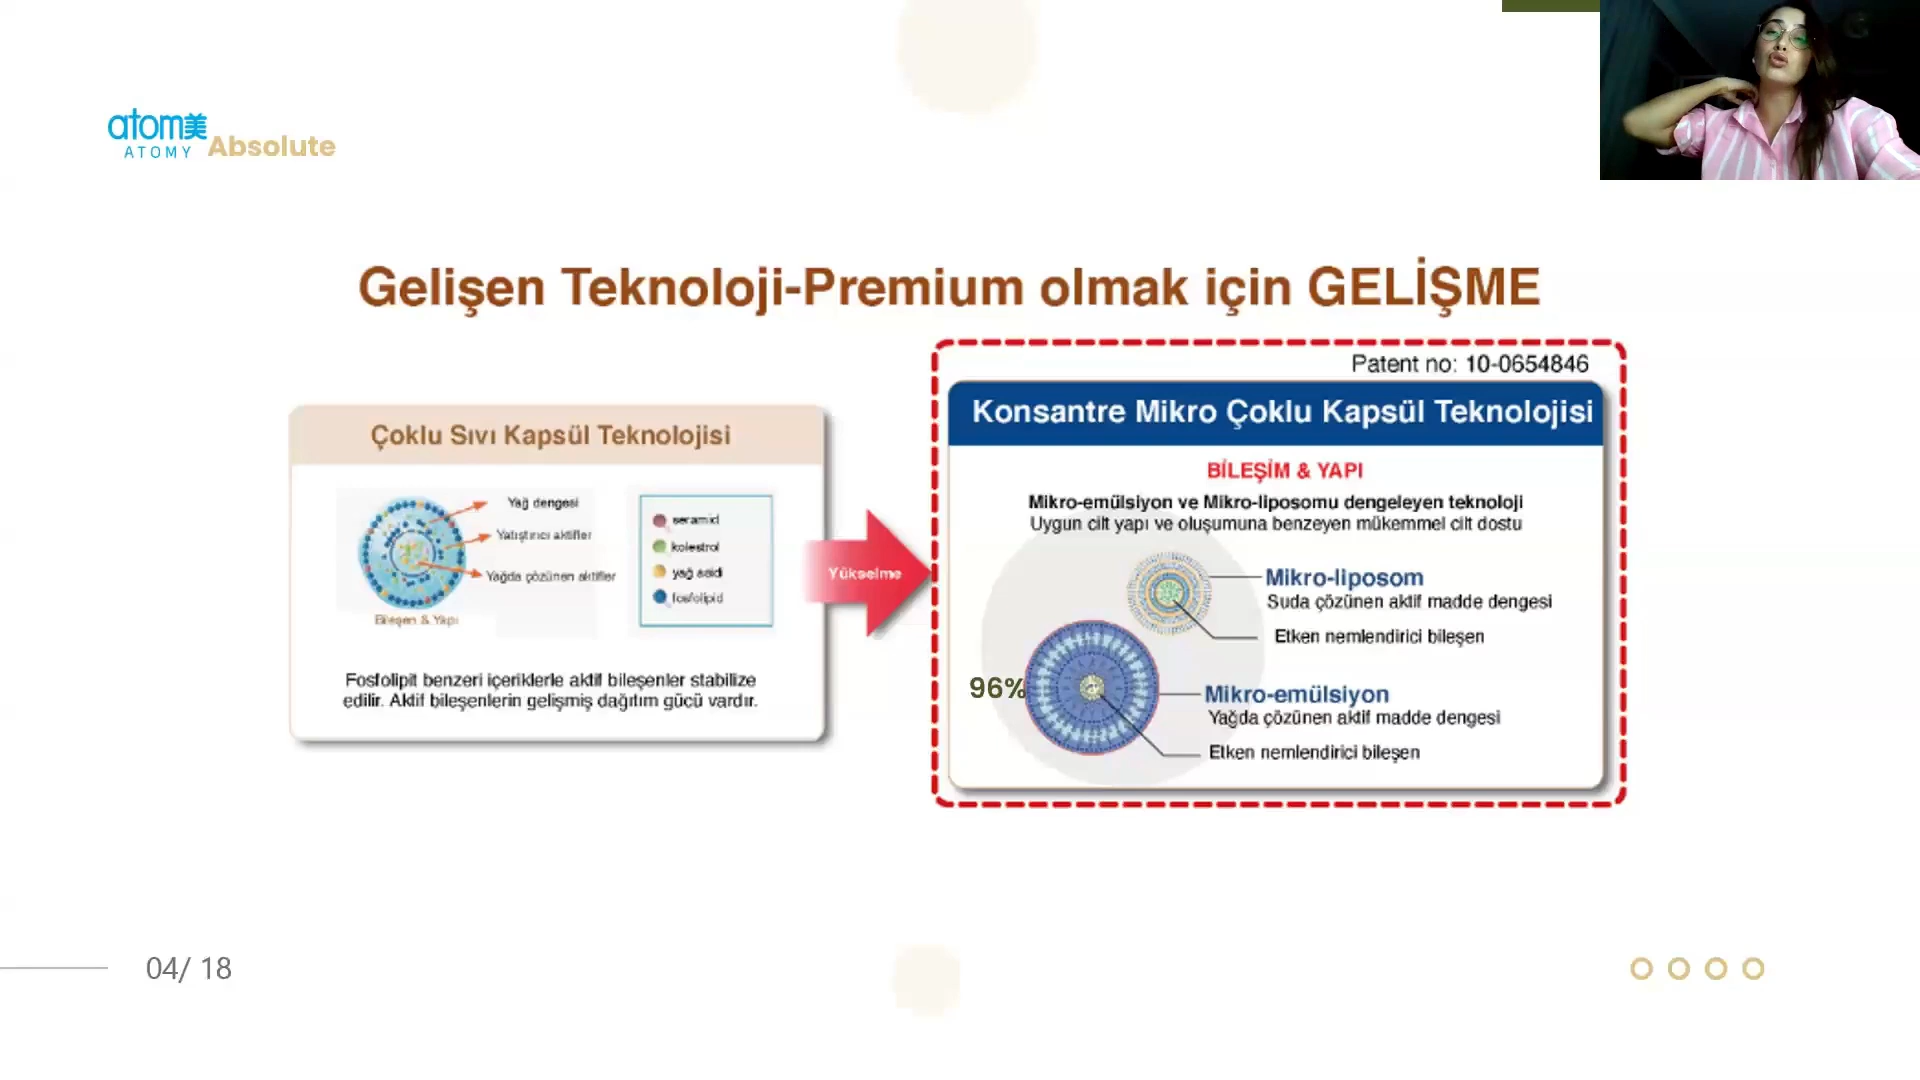 atom美
ATOMY Absolute
Gelişen Teknoloji-Premium olmak için GELİŞME
Çoklu Sıvı Kapsül Teknolojisi
Yağ dengesi
Yatıştırıcı aktifler
Yağda çözünen aktifler
Bileşen & Yapı
seramid
kolestrol
yağ asidi
fosfolipid
Fosfolipit benzeri içeriklerle aktif bileşenler stabilize
edilir. Aktif bileşenlerin gelişmiş dağıtım gücü vardır.
Yükselme
Patent no: 10-0654846
Konsantre Mikro Çoklu Kapsül Teknolojisi
BİLEŞİM & YAPI
Mikro-emülsiyon ve Mikro-liposomu dengeleyen teknoloji
Uygun cilt yapı ve oluşumuna benzeyen mükemmel cilt dostu
Mikro-liposom
Suda çözünen aktif madde dengesi
Etken nemlendirici bileşen
96%
Mikro-emülsiyon
Yağda çözünen aktif madde dengesi
Etken nemlendirici bileşen
04/ 18